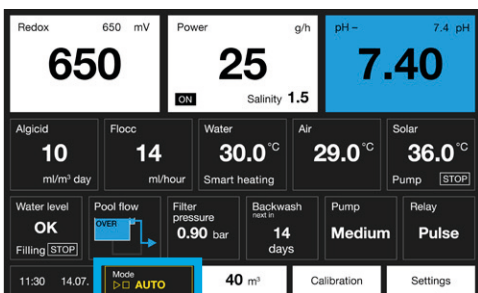 Redox 650 mV
650
Power g/h
25
ON Salinity 1.5
pH – 7.4 pH
7.40
Algicid
10
ml/m³ day
Flocc
14
ml/hour
Water
30.0°C
Smart heating
Air
29.0°C
Solar
36.0°C
Pump STOP
Water level
OK
Filling STOP
Pool flow
OVER
Filter
pressure
0.90 bar
Backwash
next in
14
days
Pump
Medium
Relay
Pulse
11:30 14.07.
Mode
AUTO
40 m³
Calibration
Settings